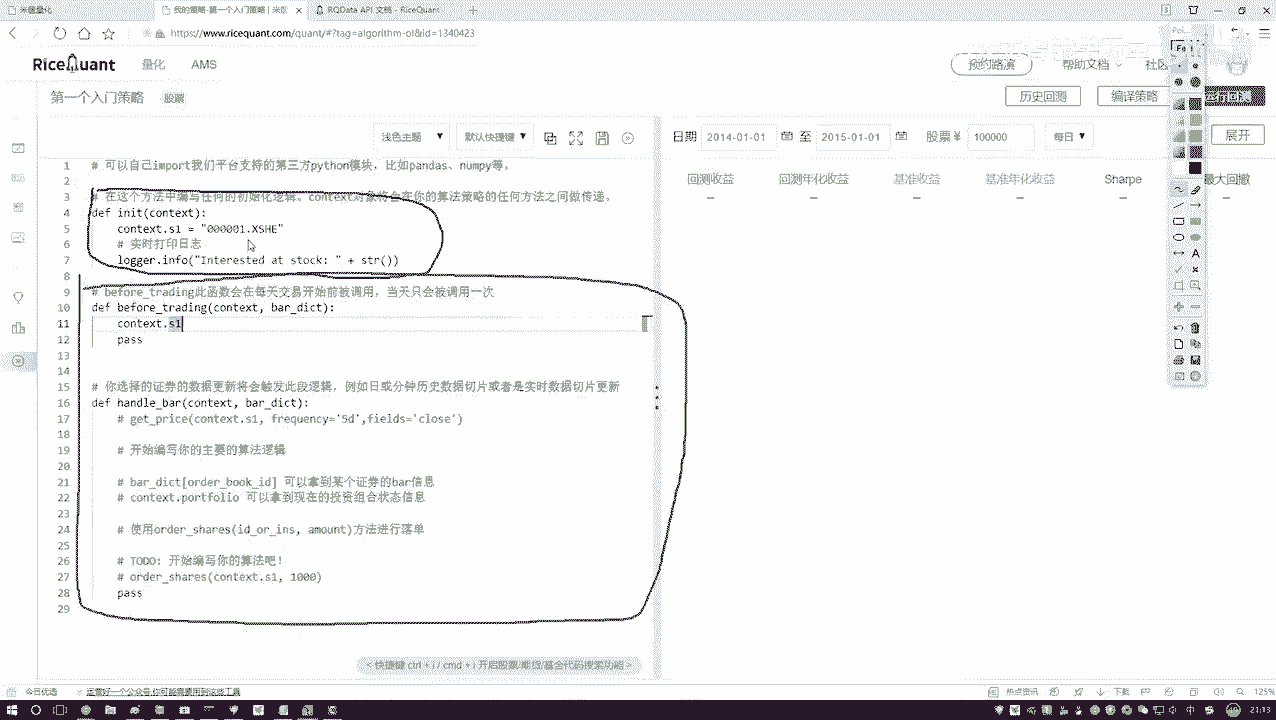 米筐量化
我的策略-第一个入门策略 | 米筐
RQData API 文档 - RiceQuant
https://www.ricequant.com/quant/#?tag=algorithm-ol&id=1340423
RiceQuant
量化
AMS
预约路演
帮助文档
社区
第一个入门策略
股票
历史回测
编译策略
浅色主题
默认快捷键
日期
2014-01-01
至
2015-01-01
股票 ¥
100000
每日
展开
回测收益
回测年化收益
基准收益
基准年化收益
Sharpe
最大回撤
1 # 可以自己import我们平台支持的第三方python模块，比如pandas、numpy等。
2
3 # 在这个方法中编写任何的初始化逻辑。context对象将会在你的算法策略的任何方法之间做传递。
4 def init(context):
5 context.s1 = "000001.XSHE"
6 # 实时打印日志
7 logger.info("Interested at stock: " + str())
8
9 # before_trading此函数会在每天交易开始前被调用，当天只会被调用一次
10 def before_trading(context, bar_dict):
11 context.s1
12 pass
13
14
15 # 你选择的证券的数据更新将会触发此段逻辑，例如日或分钟历史数据切片或者是实时数据切片更新
16 def handle_bar(context, bar_dict):
17 # get_price(context.s1, frequency='5d',fields='close')
18
19 # 开始编写你的主要的算法逻辑
20
21 # bar_dict[order_book_id] 可以拿到某个证券的bar信息
22 # context.portfolio 可以拿到现在的投资组合状态信息
23
24 # 使用order_shares(id_or_ins, amount)方法进行落单
25
26 # TODO: 开始编写你的算法吧!
27 # order_shares(context.s1, 1000)
28 pass
29
< 快捷键 ctrl + i / cmd + i 开启股票/期货/基金代码搜索功能 >
今日优选
热点资讯
下载
125%
21:13